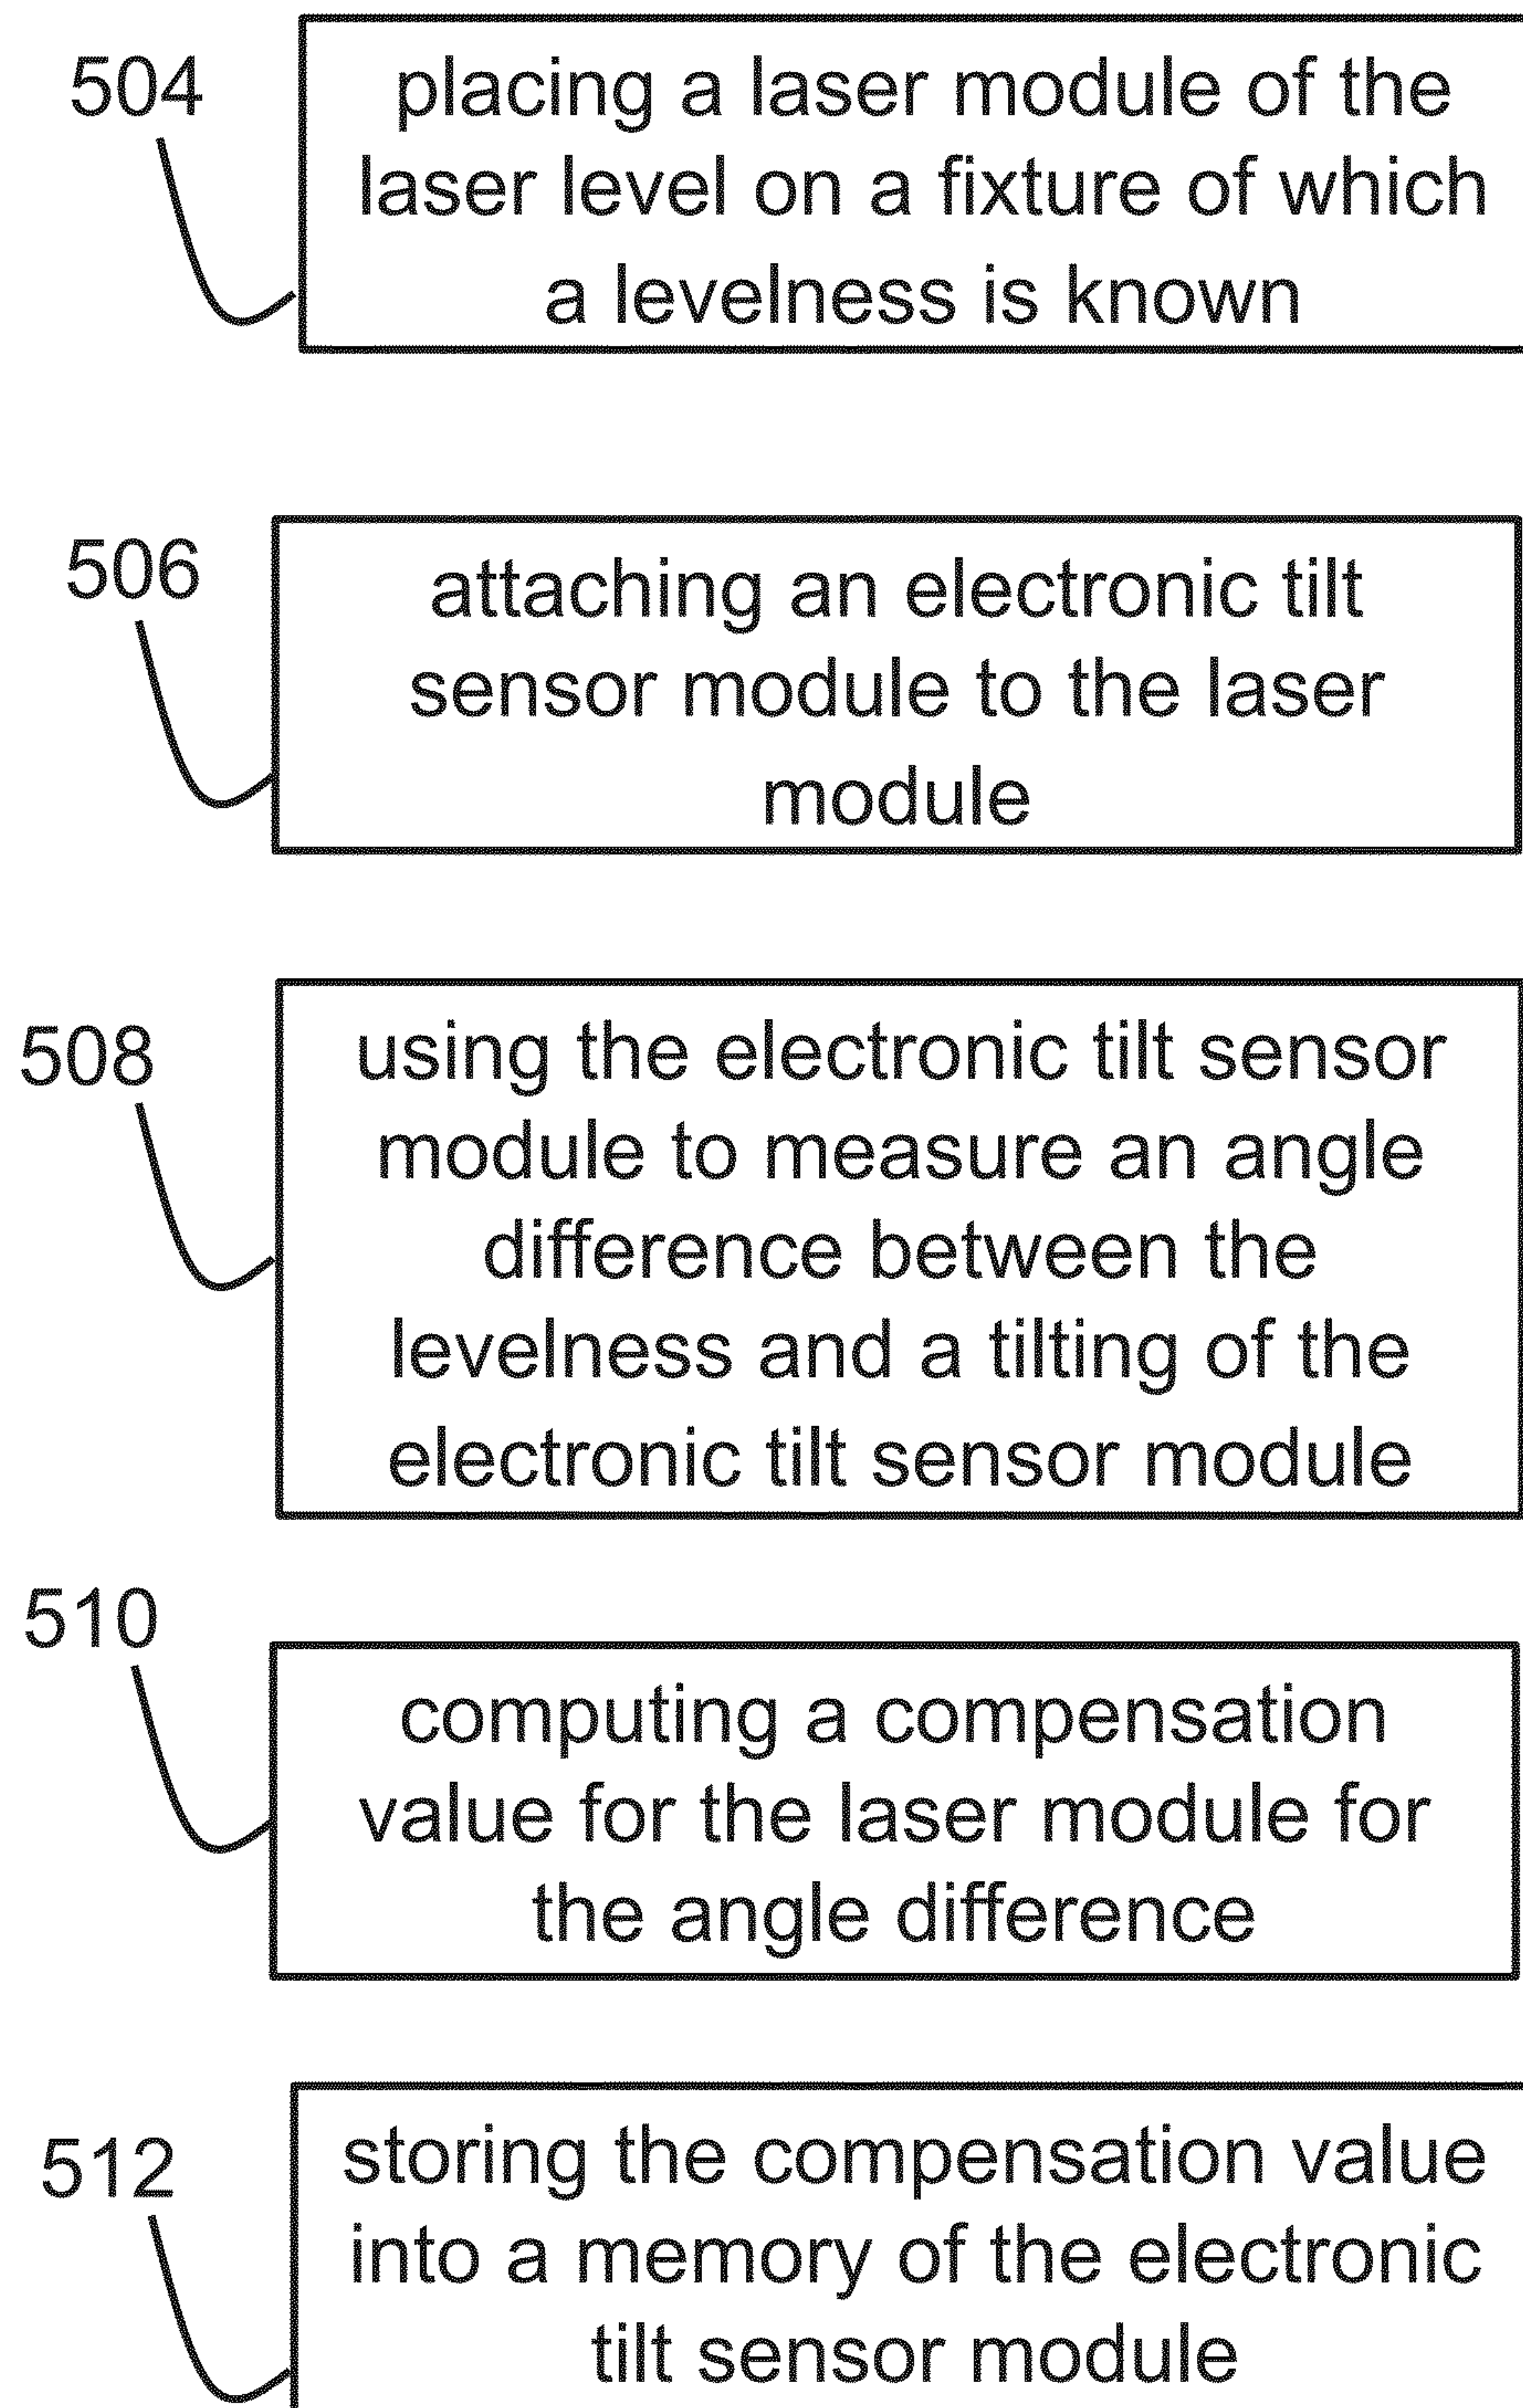 504
placing a laser module of the
laser level on a fixture of which
a levelness is known
506
attaching an electronic tilt
sensor module to the laser
module
508
using the electronic tilt sensor
module to measure an angle
difference between the
levelness and a tilting of the
electronic tilt sensor module
510
computing a compensation
value for the laser module for
the angle difference
512
storing the compensation value
into a memory of the electronic
tilt sensor module